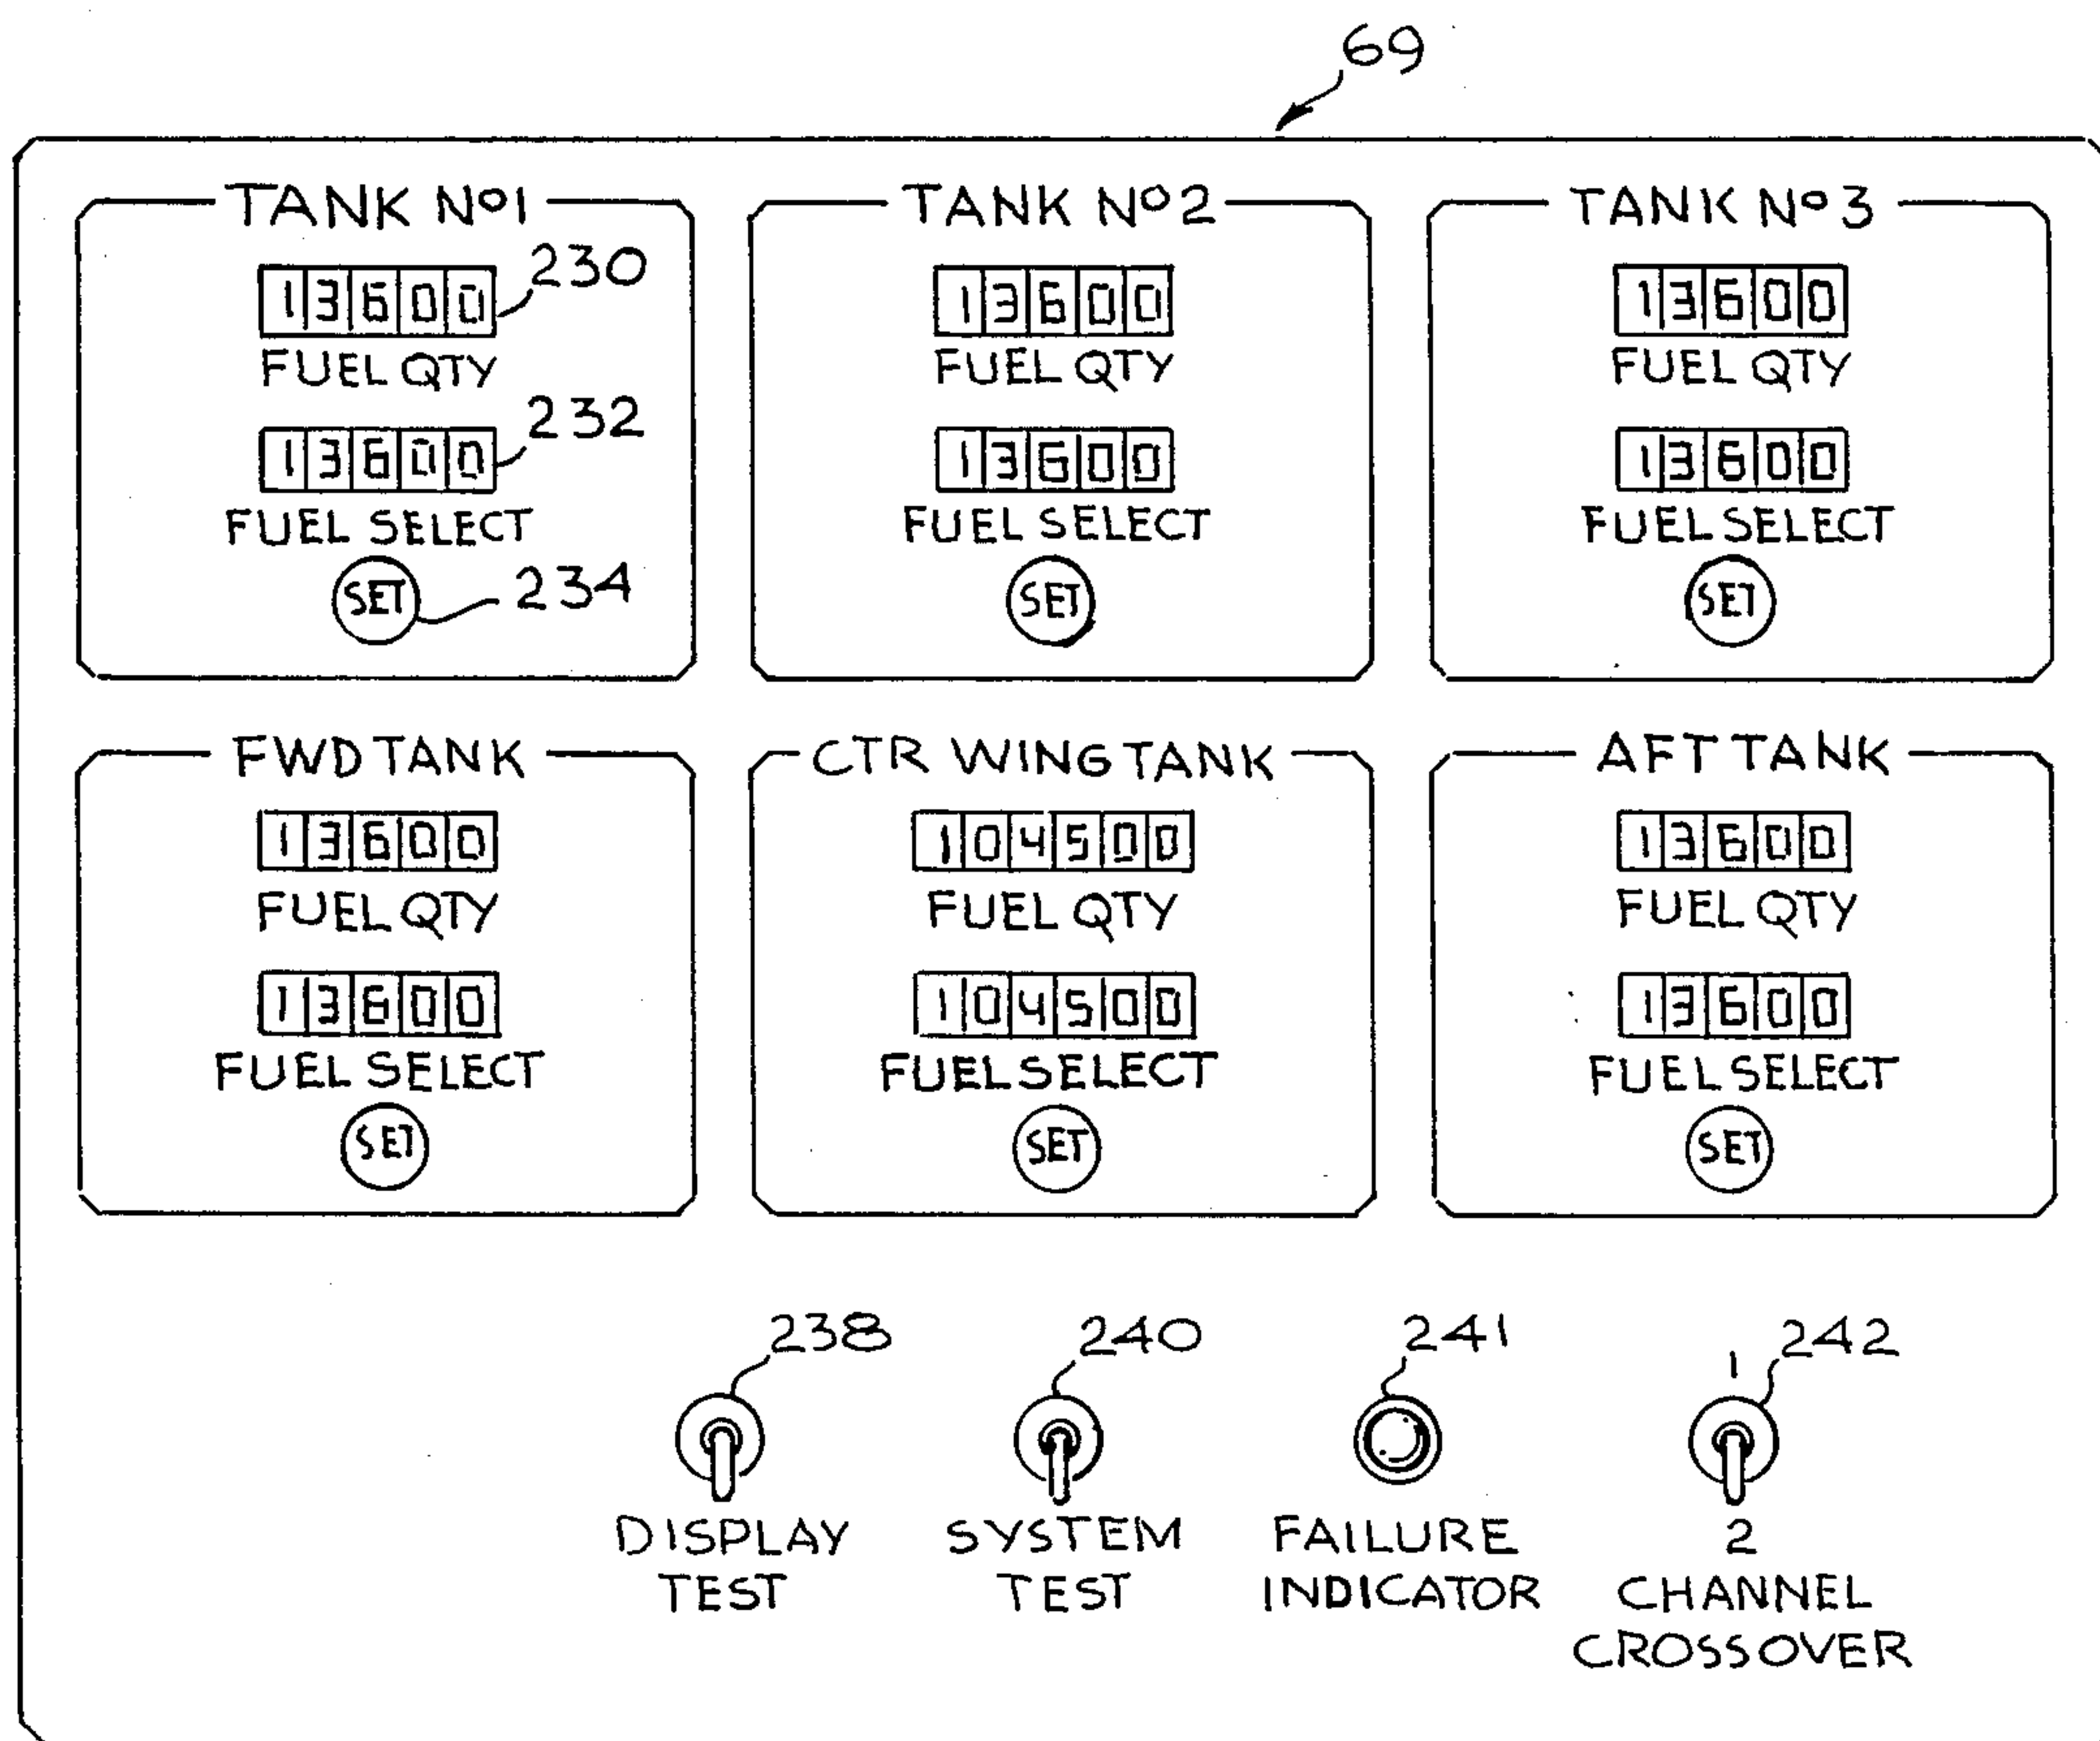 69
TANK Nº1
13600
230
FUEL QTY
13600
232
FUEL SELECT
SET
234
TANK Nº2
13600
FUEL QTY
13600
FUEL SELECT
SET
TANK Nº3
13600
FUEL QTY
13600
FUEL SELECT
SET
FWD TANK
13600
FUEL QTY
13600
FUEL SELECT
SET
CTR WING TANK
104500
FUEL QTY
104500
FUEL SELECT
SET
AFT TANK
13600
FUEL QTY
13600
FUEL SELECT
SET
238
DISPLAY
TEST
240
SYSTEM
TEST
241
FAILURE
INDICATOR
1
242
2
CHANNEL
CROSSOVER